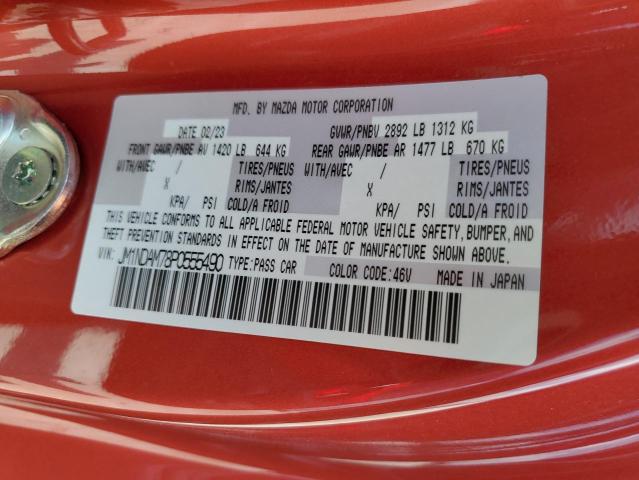 MFD. BY MAZDA MOTOR CORPORATION
DATE 02/23 GVWR/PNBV 2892 LB 1312 KG
FRONT GAWR/PNBE AV 1420 LB 644 KG REAR GAWR/PNBE AR 1477 LB 670 KG
WITH/AVEC / TIRES/PNEUS WITH/AVEC / TIRES/PNEUS
X RIMS/JANTES X RIMS/JANTES
KPA/ PSI COLD/A FROID KPA/ PSI COLD/A FROID
THIS VEHICLE CONFORMS TO ALL APPLICABLE FEDERAL MOTOR VEHICLE SAFETY, BUMPER, AND
THEFT PREVENTION STANDARDS IN EFFECT ON THE DATE OF MANUFACTURE SHOWN ABOVE.
VIN: JM1NDAM78P0555490 TYPE:PASS CAR COLOR CODE:46V MADE IN JAPAN